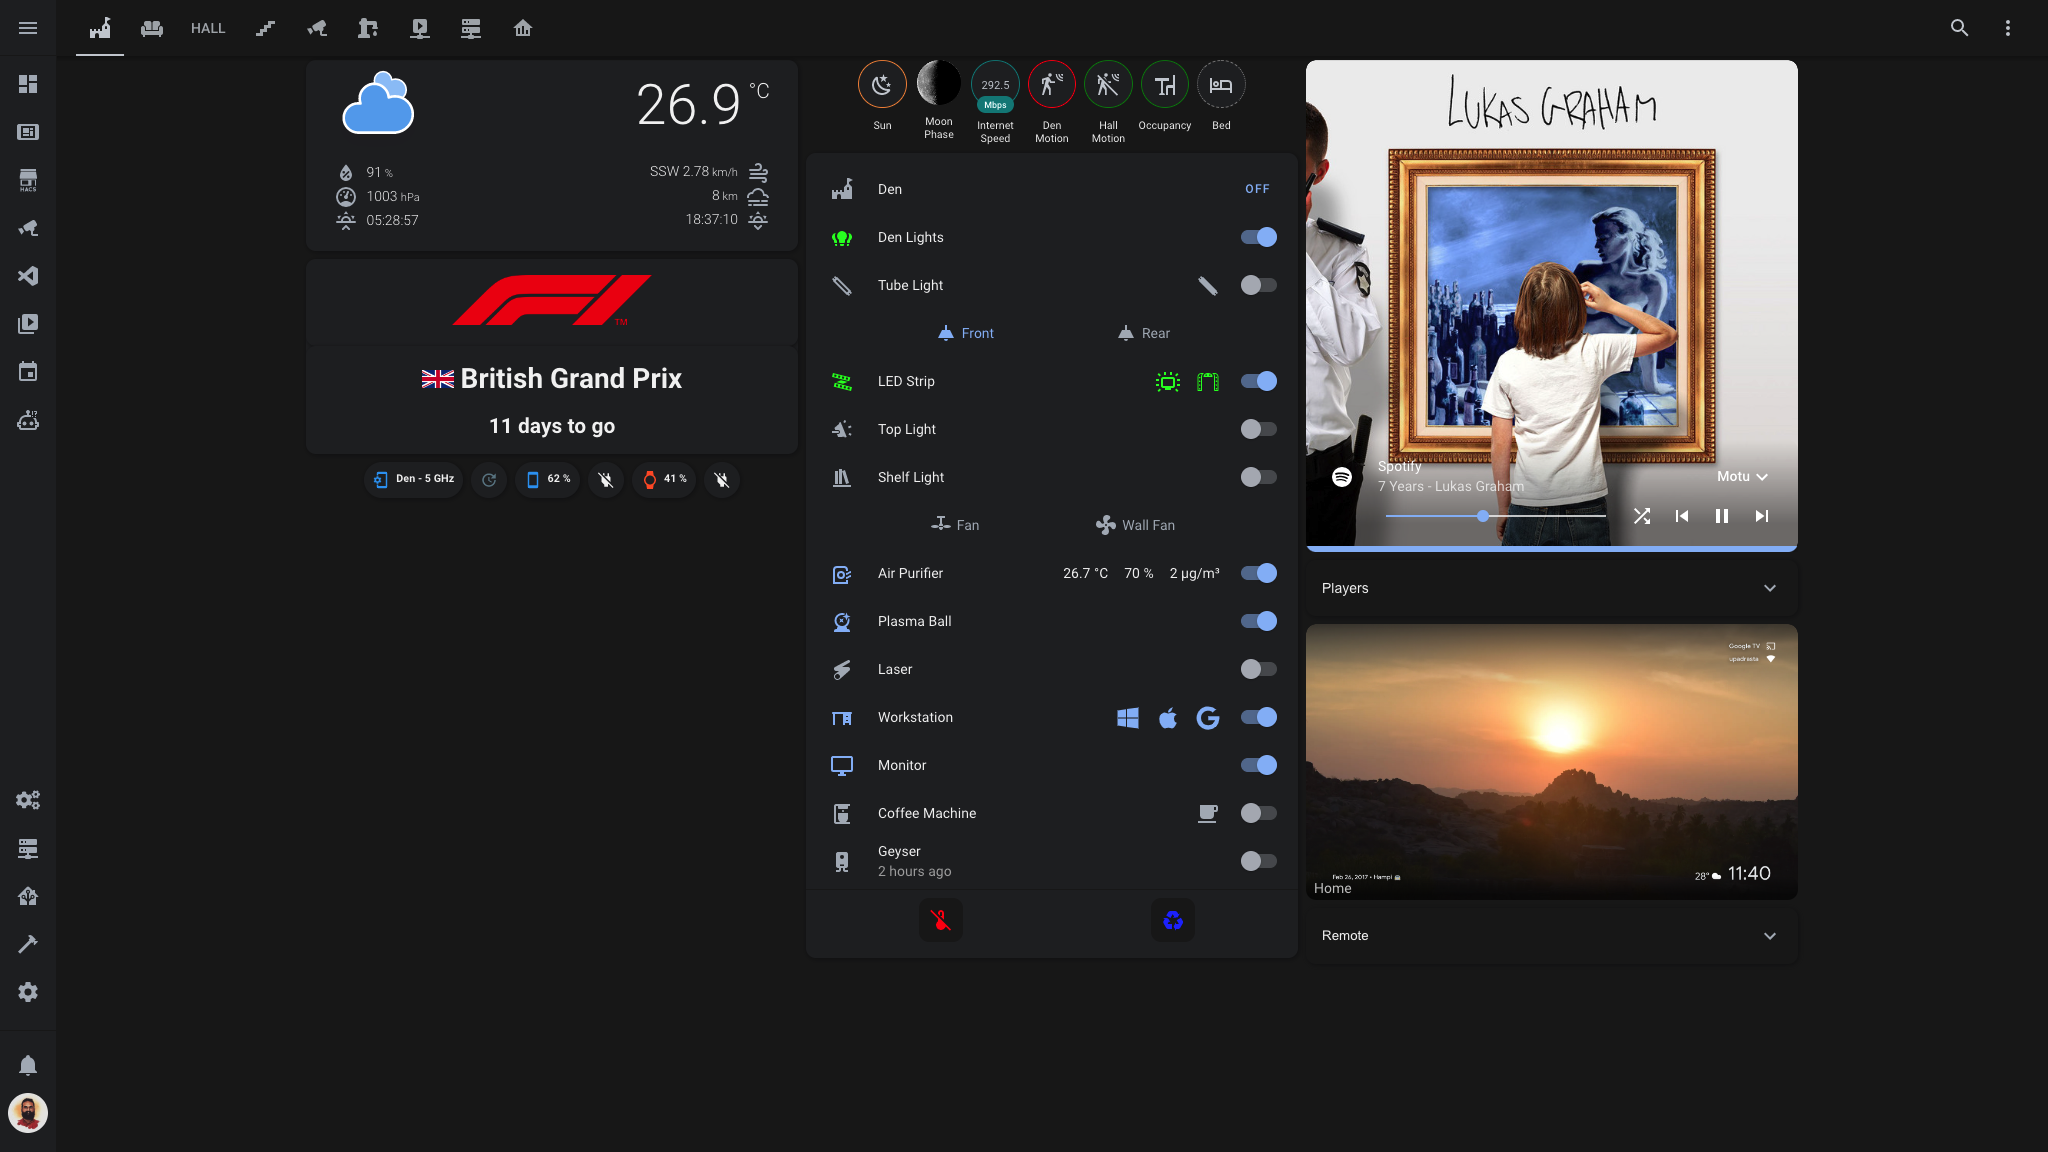 HALL
HACS
26.9 °C
91 %
SSW 2.78 km/h
1003 hPa
8 km
05:28:57
18:37:10
TM
British Grand Prix
11 days to go
Den - 5 GHz
62 %
41 %
292.5
Mbps
Sun
Moon
Phase
Internet
Speed
Den
Motion
Hall
Motion
Occupancy
Bed
Den
OFF
Den Lights
Tube Light
Front
Rear
LED Strip
Top Light
Shelf Light
Fan
Wall Fan
Air Purifier
26.7 °C 70 % 2 µg/m³
Plasma Ball
Laser
Workstation
Monitor
Coffee Machine
Geyser
2 hours ago
LUKAS GRAHAM
Spotify
7 Years - Lukas Graham
Motu
Players
Google TV
upadrasta
Feb 26, 2017 • Hampi
28° 11:40
Home
Remote